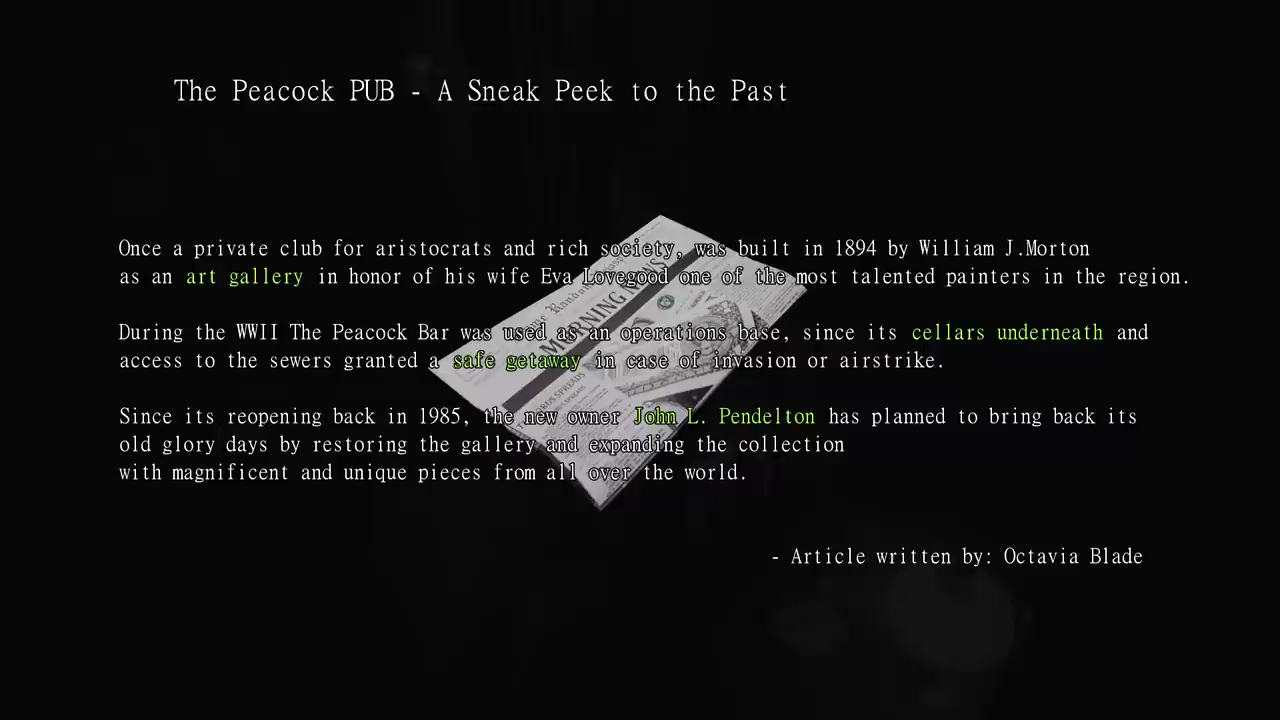 The Peacock PUB - A Sneak Peek to the Past
Once a private club for aristocrats and rich society, was built in 1894 by William J.Morton
as an art gallery in honor of his wife Eva Lovegood one of the most talented painters in the region.
During the WWII The Peacock Bar was used as an operations base, since its cellars underneath and
access to the sewers granted a safe getaway in case of invasion or airstrike.
Since its reopening back in 1985, the new owner John L. Pendelton has planned to bring back its
old glory days by restoring the gallery and expanding the collection
with magnificent and unique pieces from all over the world.
- Article written by: Octavia Blade
MORNING NEWS